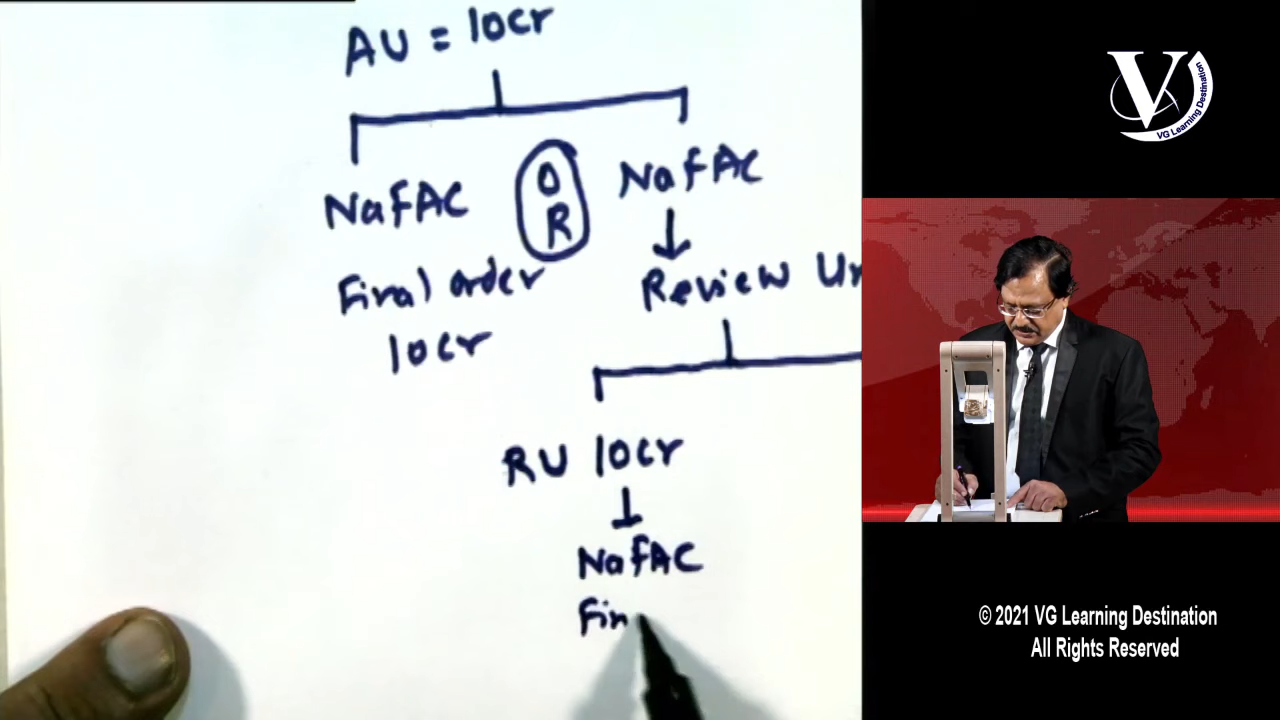 AU = 10cr
NaFAC
O
R
NaFAC
Final order
10cr
Review Un
RU 10cr
NaFAC
Fin
V
VG Learning Destination
© 2021 VG Learning Destination
All Rights Reserved